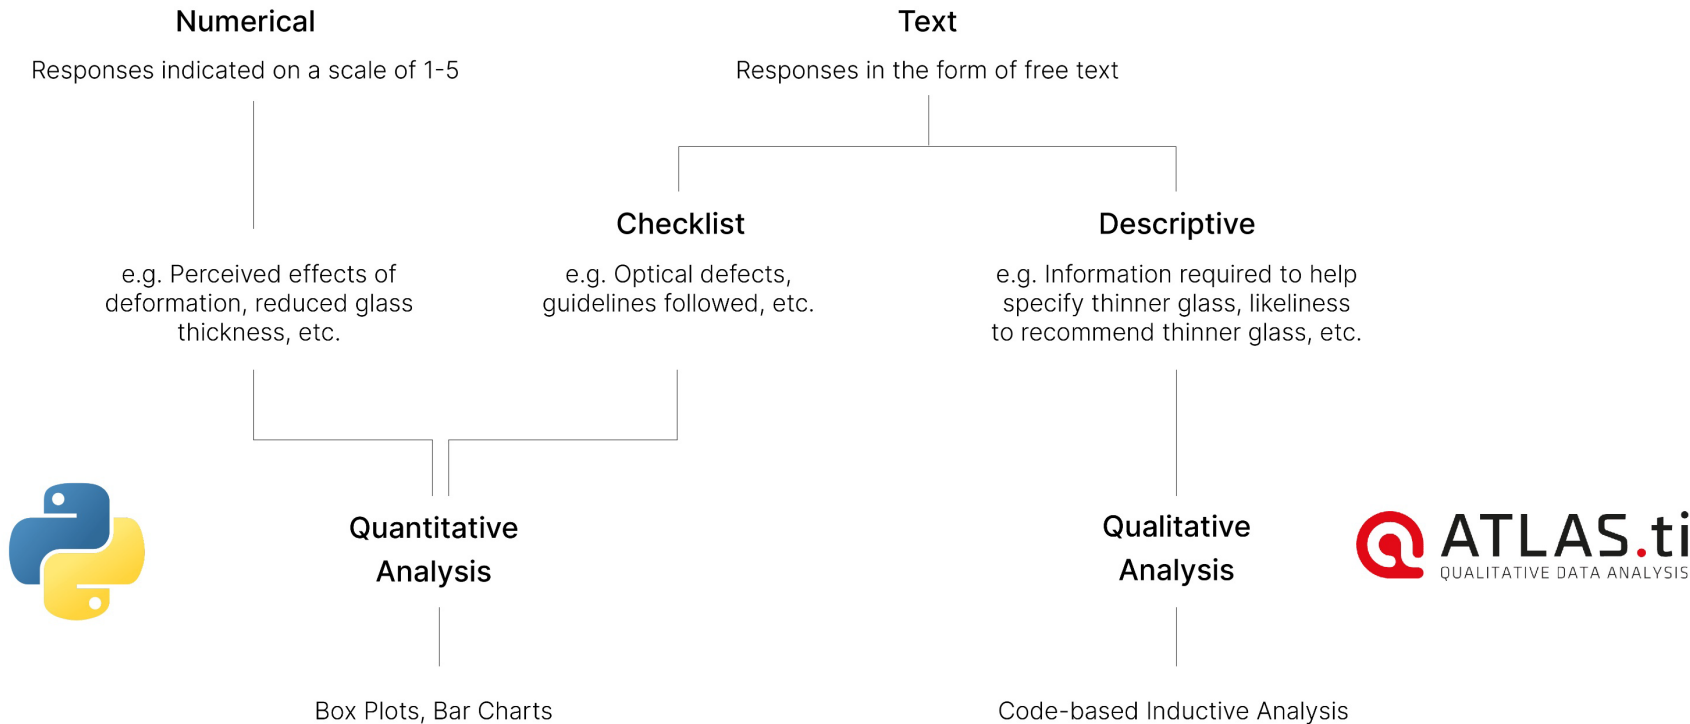 Numerical
Responses indicated on a scale of 1-5
Text
Responses in the form of free text
Checklist
Descriptive
e.g. Perceived effects of
deformation, reduced glass
thickness, etc.
e.g. Optical defects,
guidelines followed, etc.
e.g. Information required to help
specify thinner glass, likeliness
to recommend thinner glass, etc.
Quantitative
Analysis
Qualitative
Analysis
ATLAS.ti
QUALITATIVE DATA ANALYSIS
Box Plots, Bar Charts
Code-based Inductive Analysis